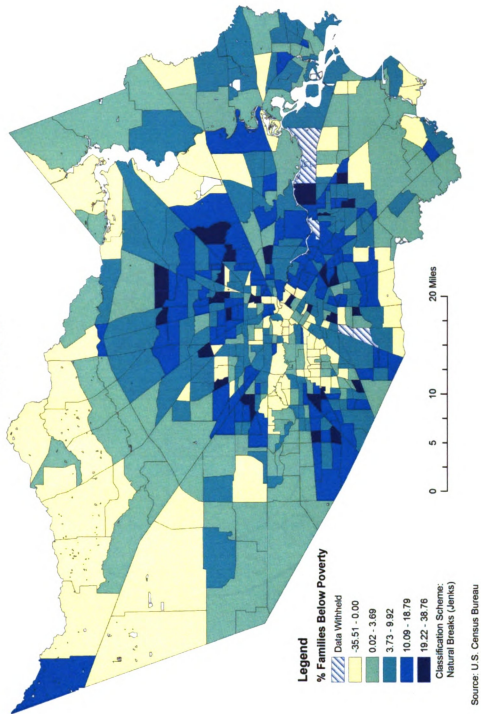 Legend
% Families Below Poverty
Data Withheld
-35.51 - 0.00
0.02 - 3.69
3.73 - 9.92
10.09 - 18.79
19.22 - 38.76
Classification Scheme:
Natural Breaks (Jenks)
Source: U.S. Census Bureau
0 5 10 20 Miles